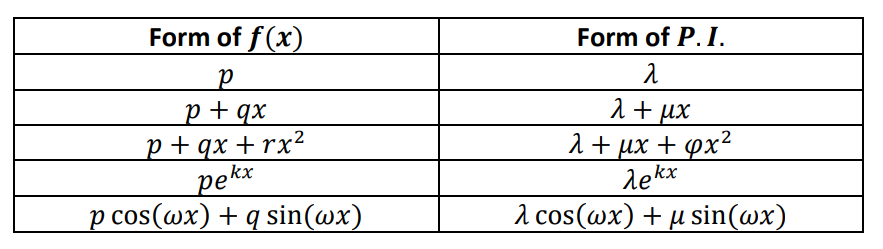 Form of f(x) Form of P.I.
p λ
p + qx λ + μx
p + qx + rx² λ + μx + φx²
pe^{kx} λe^{kx}
p cos(ωx) + q sin(ωx) λ cos(ωx) + μ sin(ωx)